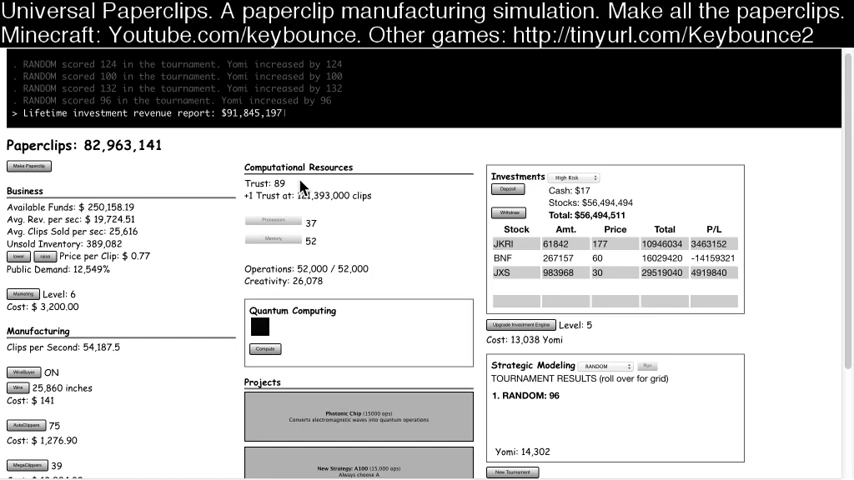 Universal Paperclips. A paperclip manufacturing simulation. Make all the paperclips.
Minecraft: Youtube.com/keybounce. Other games: http://tinyurl.com/Keybounce2
. RANDOM scored 124 in the tournament. Yomi increased by 124
. RANDOM scored 100 in the tournament. Yomi increased by 100
. RANDOM scored 132 in the tournament. Yomi increased by 132
. RANDOM scored 96 in the tournament. Yomi increased by 96
> Lifetime investment revenue report: $91,845,197
Paperclips: 82,963,141
Make Paperclip
Business
Available Funds: $ 250,158.19
Avg. Rev. per sec: $ 19,724.51
Avg. Clips Sold per sec: 25,616
Unsold Inventory: 389,082
lower raise Price per Clip: $ 0.77
Public Demand: 12,549%
Marketing Level: 6
Cost: $ 3,200.00
Manufacturing
Clips per Second: 54,187.5
WireBuyer ON
Wire 25,860 inches
Cost: $ 141
AutoClippers 75
Cost: $ 1,276.90
MegaClippers 39
Computational Resources
Trust: 89
+1 Trust at: 393,000 clips
Processors 37
Memory 52
Operations: 52,000 / 52,000
Creativity: 26,078
Quantum Computing
Compute
Projects
Photonic Chip (15000 ops)
Converts electromagnetic waves into quantum operations
New Strategy: A100 (15,000 ops)
Always choose A
Investments High Risk
Deposit Cash: $17
Stocks: $56,494,494
Withdraw Total: $56,494,511
Stock Amt. Price Total P/L
JKRI 61842 177 10946034 3463152
BNF 267157 60 16029420 -14159321
JXS 983968 30 29519040 4919840
Upgrade Investment Engine Level: 5
Cost: 13,038 Yomi
Strategic Modeling RANDOM Run
TOURNAMENT RESULTS (roll over for grid)
1. RANDOM: 96
Yomi: 14,302
New Tournament